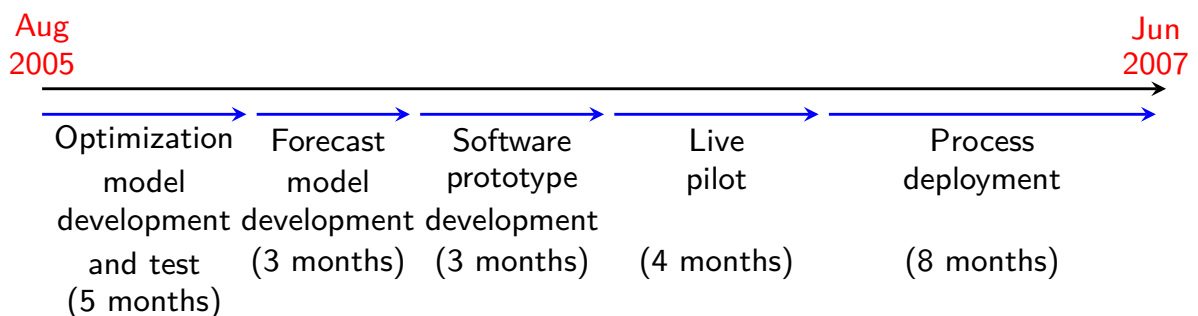 Aug
2005
Jun
2007
Optimization
model
development
and test
(5 months)
Forecast
model
development
(3 months)
Software
prototype
development
(3 months)
Live
pilot
(4 months)
Process
deployment
(8 months)